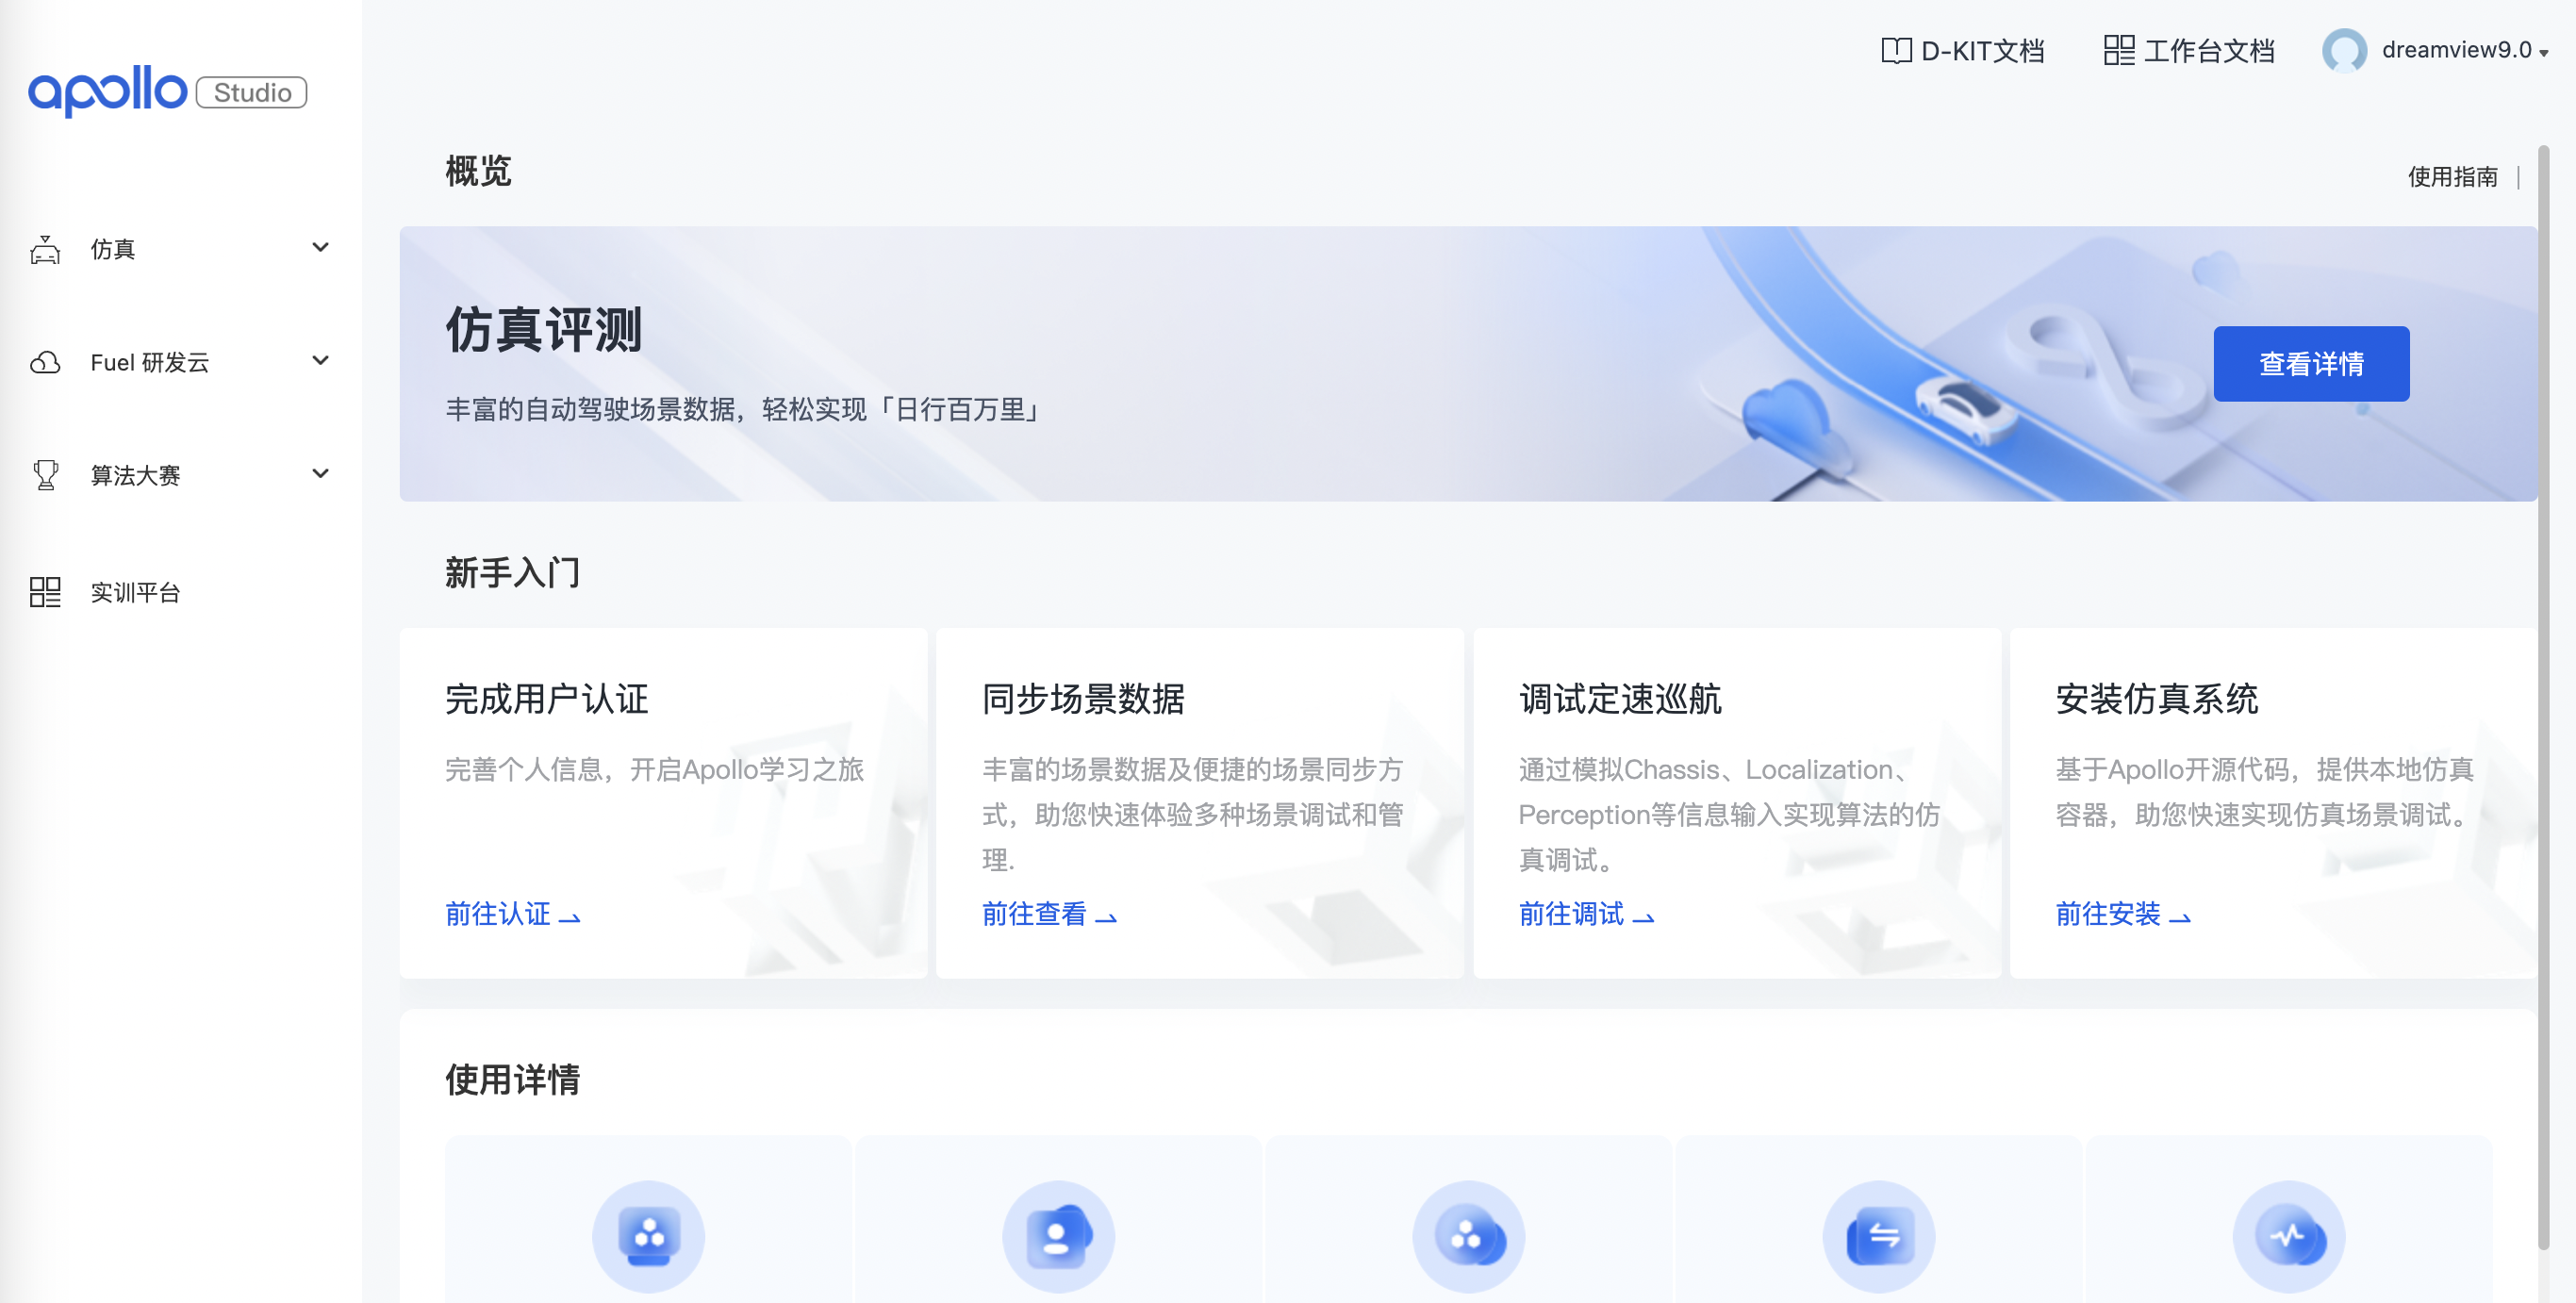 apollo Studio
D-KIT文档
工作台文档
dreamview9.0
仿真
Fuel 研发云
算法大赛
实训平台
概览
使用指南
仿真评测
丰富的自动驾驶场景数据，轻松实现「日行百万里」
查看详情
新手入门
完成用户认证
完善个人信息，开启Apollo学习之旅
前往认证
同步场景数据
丰富的场景数据及便捷的场景同步方
式，助您快速体验多种场景调试和管
理.
前往查看
调试定速巡航
通过模拟Chassis、Localization、
Perception等信息输入实现算法的仿
真调试。
前往调试
安装仿真系统
基于Apollo开源代码，提供本地仿真
容器，助您快速实现仿真场景调试。
前往安装
使用详情